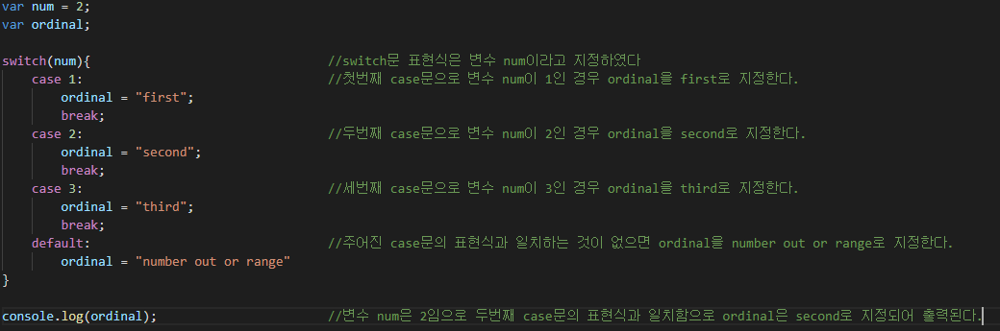 var num = 2;
var ordinal;
switch(num){ //switch문 표현식은 변수 num이라고 지정하였다
case 1: //첫번째 case문으로 변수 num이 1인 경우 ordinal을 first로 지정한다.
ordinal = "first";
break;
case 2: //두번째 case문으로 변수 num이 2인 경우 ordinal을 second로 지정한다.
ordinal = "second";
break;
case 3: //세번째 case문으로 변수 num이 3인 경우 ordinal을 third로 지정한다.
ordinal = "third";
break;
default: //주어진 case문의 표현식과 일치하는 것이 없으면 ordinal을 number out or range로 지정한다.
ordinal = "number out or range"
}
console.log(ordinal); //변수 num은 2임으로 두번째 case문의 표현식과 일치함으로 ordinal은 second로 지정되어 출력된다.